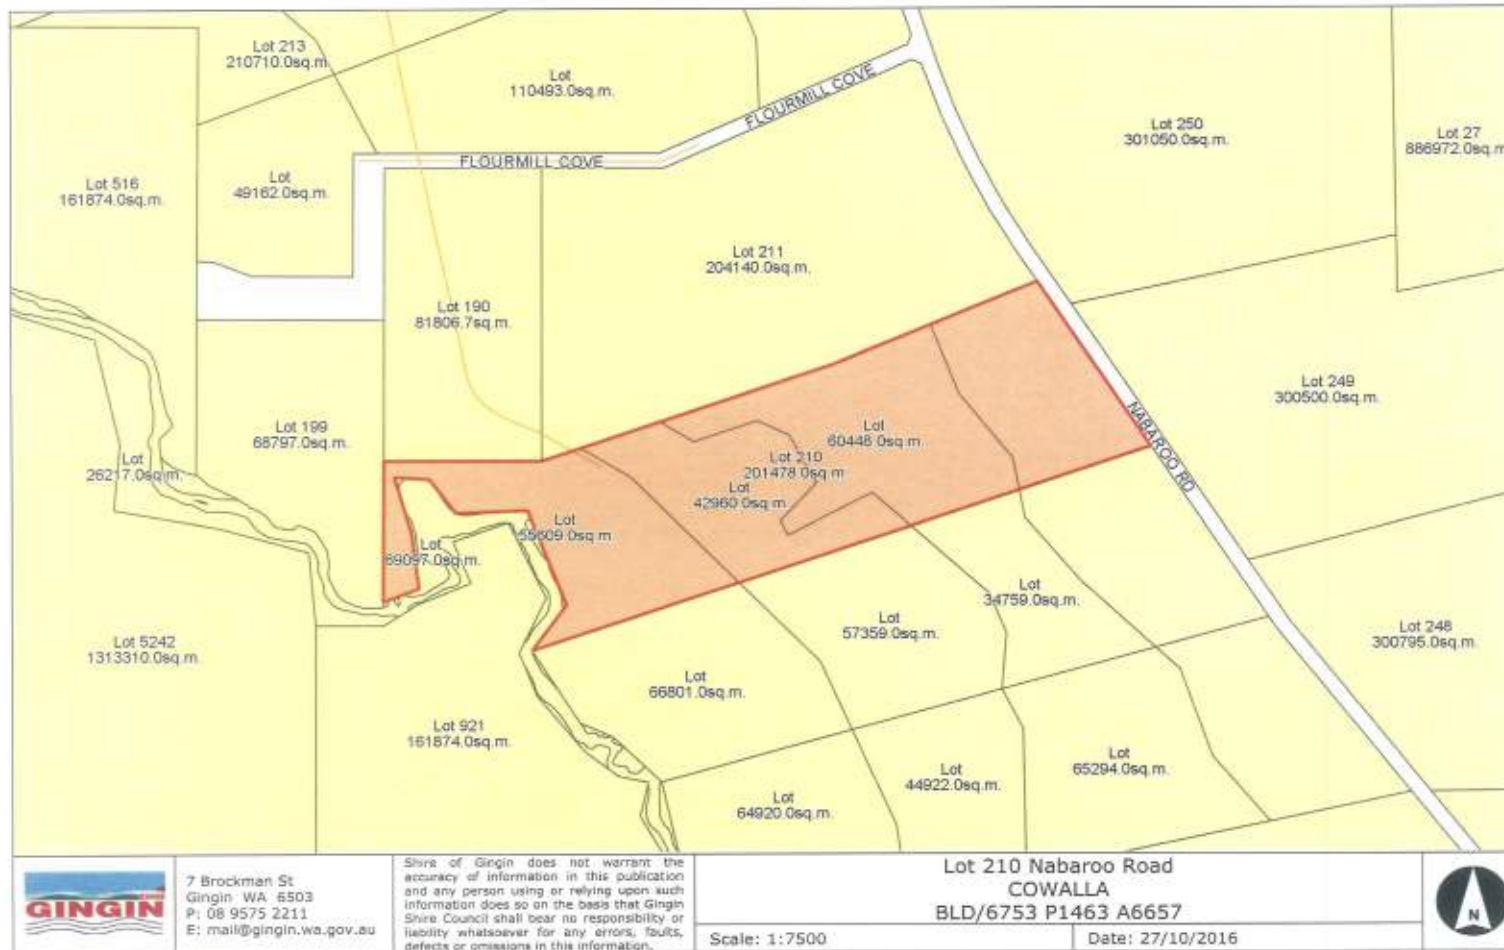 Lot 213
210710.0sq.m.
Lot
110493.0sq.m.
FLOURMILL COVE
Lot 250
301050.0sq.m.
Lot 27
886972.0sq.m
FLOURMILL COVE
Lot 516
161874.0sq.m.
Lot
49162.0sq.m.
Lot 211
204140.0sq.m.
Lot 190
81806.7sq.m.
Lot 249
300500.0sq.m.
NABAROO RD
Lot 199
68797.0sq.m.
Lot
60448.0sq.m.
Lot 210
201478.0sq.m
Lot
42960.0sq.m.
Lot
26217.0sq.m.
Lot
55609.0sq.m.
Lot
69097.0sq.m.
Lot
34759.0sq.m.
Lot
57359.0sq.m.
Lot 248
300795.0sq.m.
Lot 5242
1313310.0sq.m.
Lot
66801.0sq.m.
Lot 921
161874.0sq.m.
Lot
65294.0sq.m.
Lot
44922.0sq.m.
Lot
64920.0sq.m.
GINGIN
7 Brockman St
Gingin WA 6503
P: 08 9575 2211
E: mail@gingin.wa.gov.au
Shire of Gingin does not warrant the
accuracy of information in this publication
and any person using or relying upon such
information does so on the basis that Gingin
Shire Council shall bear no responsibility or
liability whatsoever for any errors, faults,
defects or omissions in this information.
Lot 210 Nabaroo Road
COWALLA
BLD/6753 P1463 A6657
Scale: 1:7500
Date: 27/10/2016
N